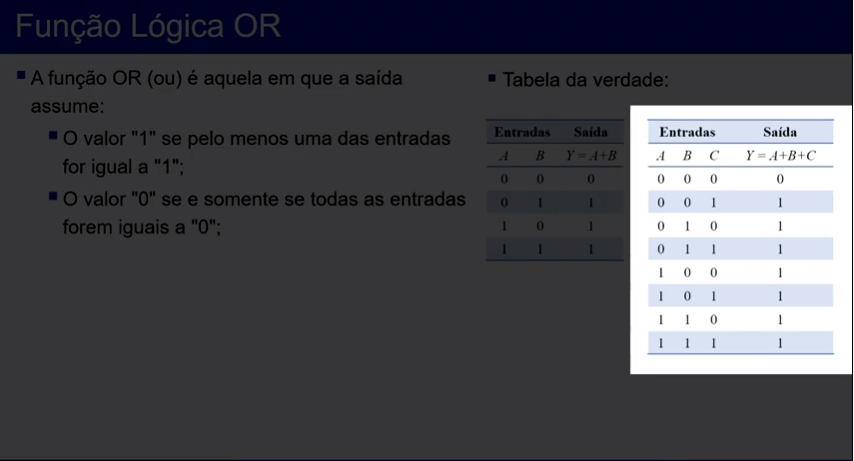 Função Lógica OR
A função OR (ou) é aquela em que a saída
assume:
O valor "1" se pelo menos uma das entradas
for igual a "1";
O valor "0" se e somente se todas as entradas
forem iguais a "0";
Tabela da verdade:
Entradas Saída
A B Y = A+B
0 0 0
0 1 1
1 0 1
1 1 1
Entradas Saída
A B C Y = A+B+C
0 0 0 0
0 0 1 1
0 1 0 1
0 1 1 1
1 0 0 1
1 0 1 1
1 1 0 1
1 1 1 1